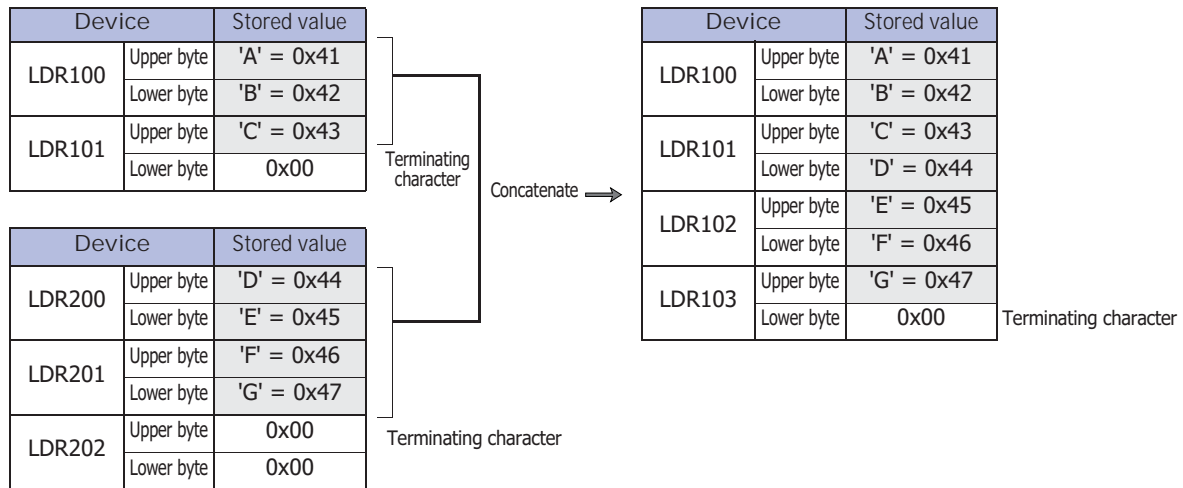 Device Stored value
LDR100 Upper byte 'A' = 0x41
Lower byte 'B' = 0x42
LDR101 Upper byte 'C' = 0x43
Lower byte 0x00
Terminating
character
Device Stored value
LDR200 Upper byte 'D' = 0x44
Lower byte 'E' = 0x45
LDR201 Upper byte 'F' = 0x46
Lower byte 'G' = 0x47
LDR202 Upper byte 0x00
Lower byte 0x00
Terminating character
Concatenate
Device Stored value
LDR100 Upper byte 'A' = 0x41
Lower byte 'B' = 0x42
LDR101 Upper byte 'C' = 0x43
Lower byte 'D' = 0x44
LDR102 Upper byte 'E' = 0x45
Lower byte 'F' = 0x46
LDR103 Upper byte 'G' = 0x47
Lower byte 0x00 Terminating character